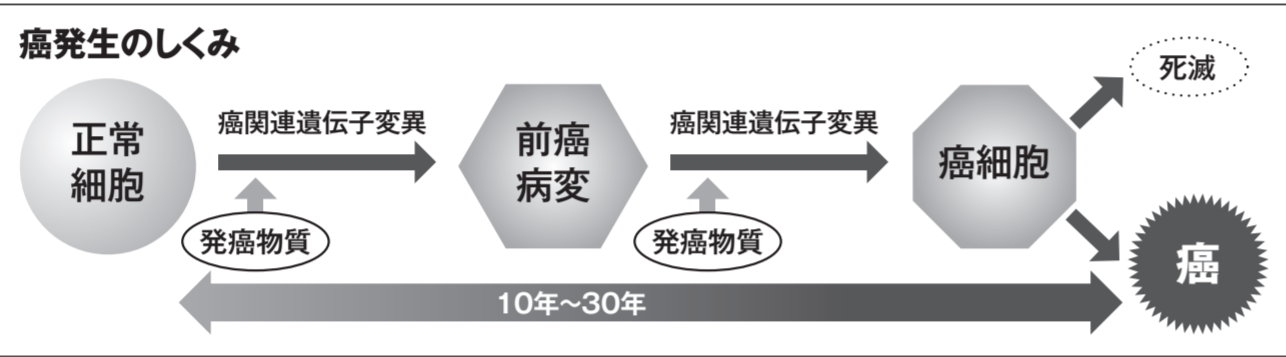 癌発生のしくみ
正常
細胞
癌関連遺伝子変異
発癌物質
前癌
病変
癌関連遺伝子変異
発癌物質
癌細胞
死滅
癌
10年〜30年